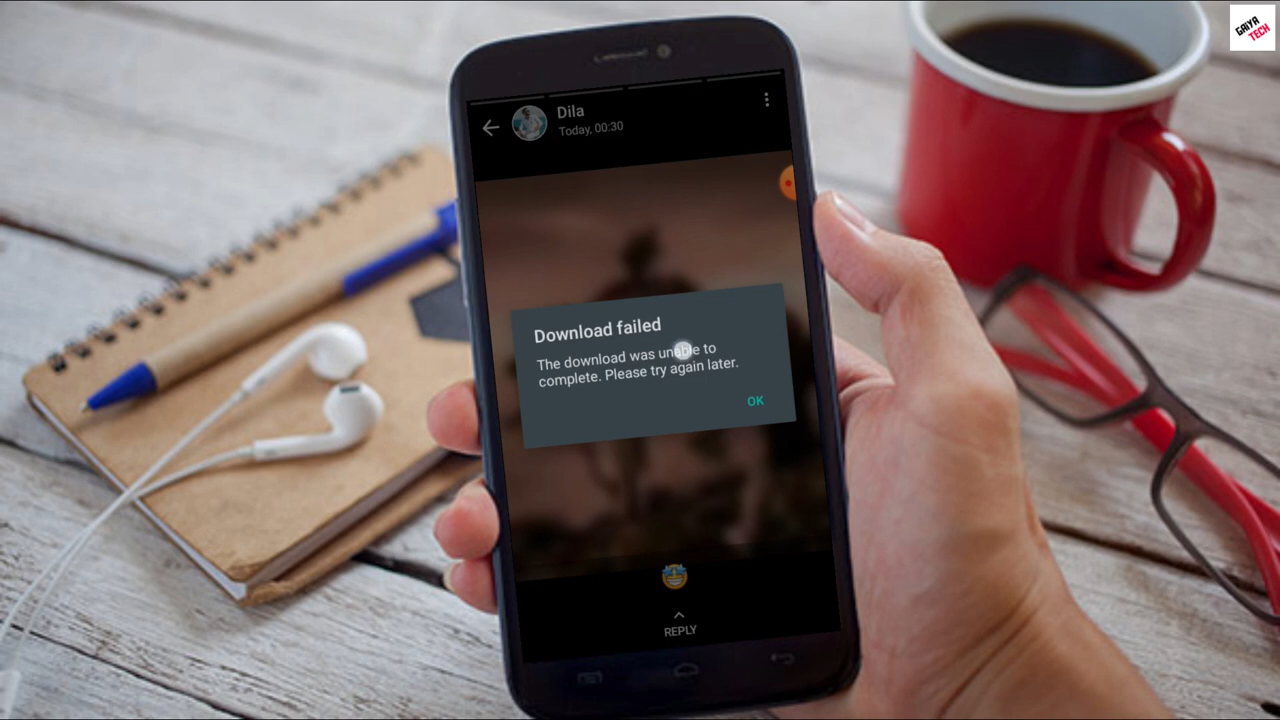 GAIYA
TECH
Dila
Today, 00:30
Download failed
The download was unable to
complete. Please try again later.
OK
REPLY